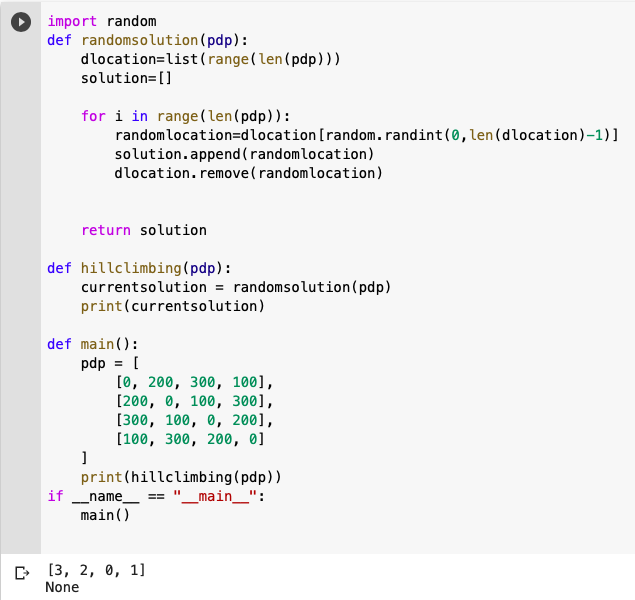 import random
def randomsolution(pdp):
    dlocation=list(range(len(pdp)))
    solution=[]

    for i in range(len(pdp)):
        randomlocation=dlocation[random.randint(0,len(dlocation)-1)]
        solution.append(randomlocation)
        dlocation.remove(randomlocation)


    return solution

def hillclimbing(pdp):
    currentsolution = randomsolution(pdp)
    print(currentsolution)

def main():
    pdp = [
        [0, 200, 300, 100],
        [200, 0, 100, 300],
        [300, 100, 0, 200],
        [100, 300, 200, 0]
    ]
    print(hillclimbing(pdp))
if __name__ == "__main__":
    main()

[3, 2, 0, 1]
None